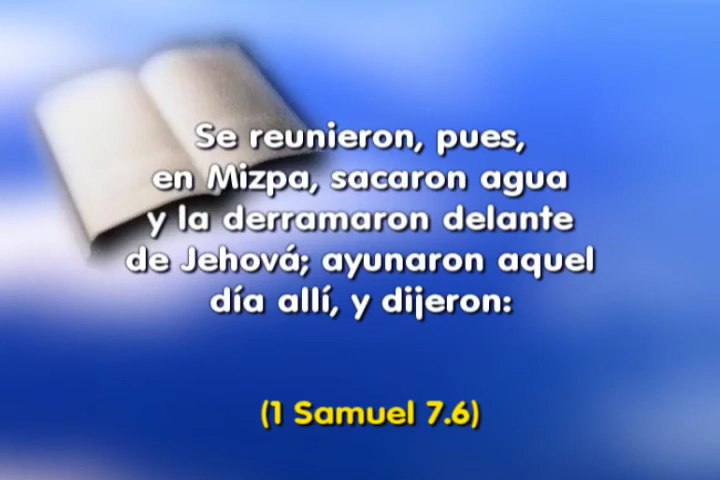 Se reunieron, pues,
en Mizpa, sacaron agua
y la derramaron delante
de Jehová; ayunaron aquel
día allí, y dijeron:
(1 Samuel 7.6)